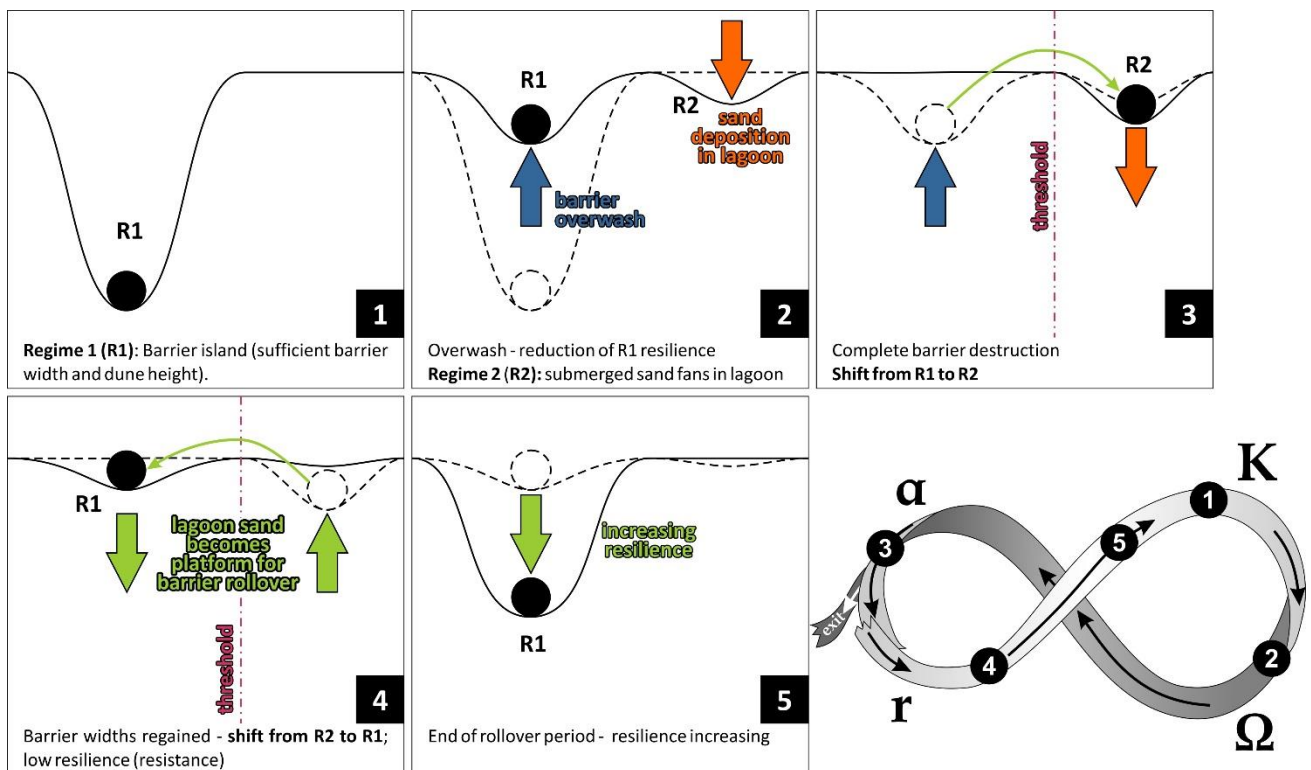 R1
1
Regime 1 (R1): Barrier island (sufficient barrier
width and dune height).
R1
R2
sand
deposition
in lagoon
barrier
overwash
2
Overwash - reduction of R1 resilience
Regime 2 (R2): submerged sand fans in lagoon
R2
threshold
3
Complete barrier destruction
Shift from R1 to R2
R1
lagoon sand
becomes
platform for
barrier rollover
threshold
4
Barrier widths regained - shift from R2 to R1;
low resilience (resistance)
increasing
resilience
R1
5
End of rollover period - resilience increasing
α
K
1
5
3
exit
4
2
r
Ω